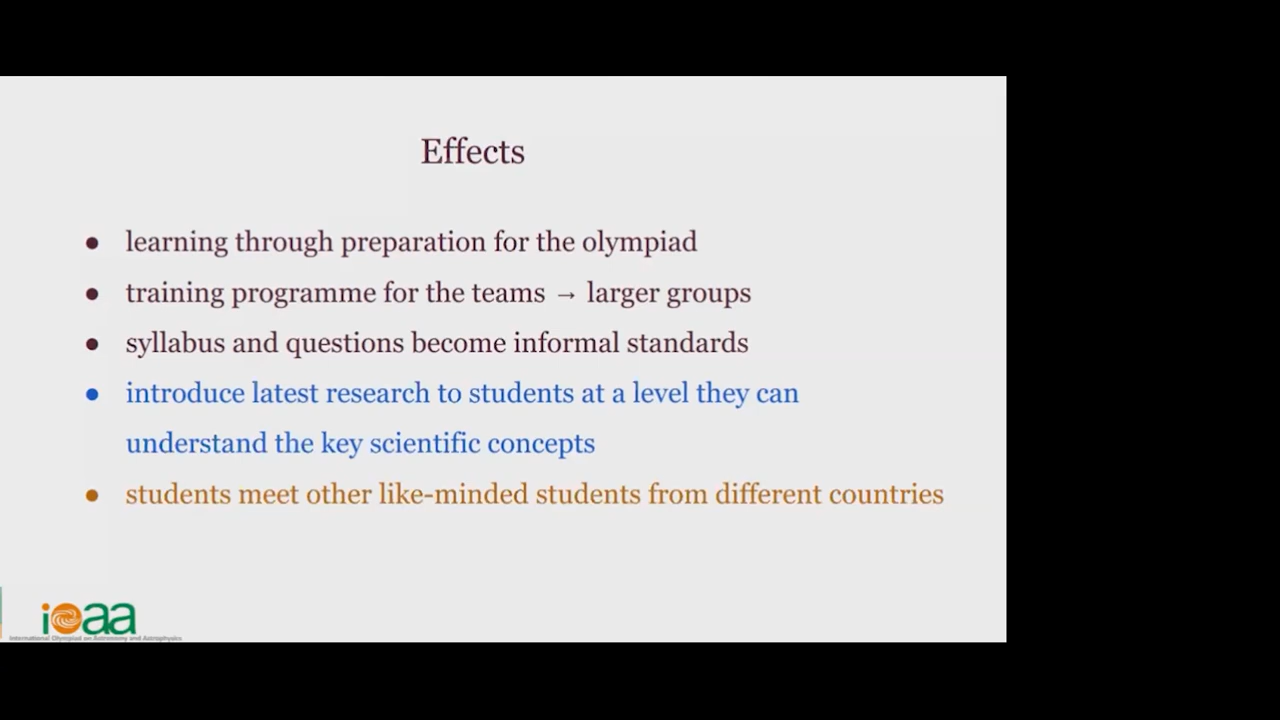 Effects
● learning through preparation for the olympiad
● training programme for the teams → larger groups
● syllabus and questions become informal standards
● introduce latest research to students at a level they can
understand the key scientific concepts
● students meet other like-minded students from different countries
ioaa
International Olympiad on Astronomy and Astrophysics